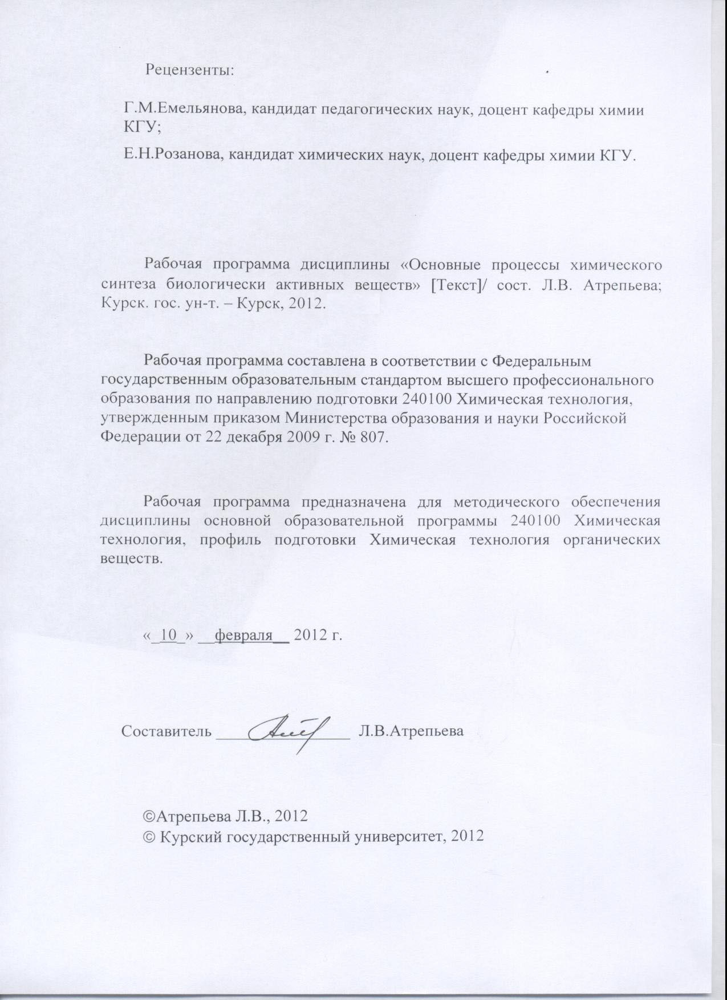 Рецензенты:
Г.М.Емельянова, кандидат педагогических наук, доцент кафедры химии
КГУ;
Е.Н.Розанова, кандидат химических наук, доцент кафедры химии КГУ.
Рабочая программа дисциплины «Основные процессы химического
синтеза биологически активных веществ» [Текст]/ сост. Л.В. Атрепьева;
Курск. гос. ун-т. – Курск, 2012.
Рабочая программа составлена в соответствии с Федеральным
государственным образовательным стандартом высшего профессионального
образования по направлению подготовки 240100 Химическая технология,
утвержденным приказом Министерства образования и науки Российской
Федерации от 22 декабря 2009 г. № 807.
Рабочая программа предназначена для методического обеспечения
дисциплины основной образовательной программы 240100 Химическая
технология, профиль подготовки Химическая технология органических
веществ.
«_10_» __февраля__ 2012 г.
Составитель ________________ Л.В.Атрепьева
©Атрепьева Л.В., 2012
© Курский государственный университет, 2012